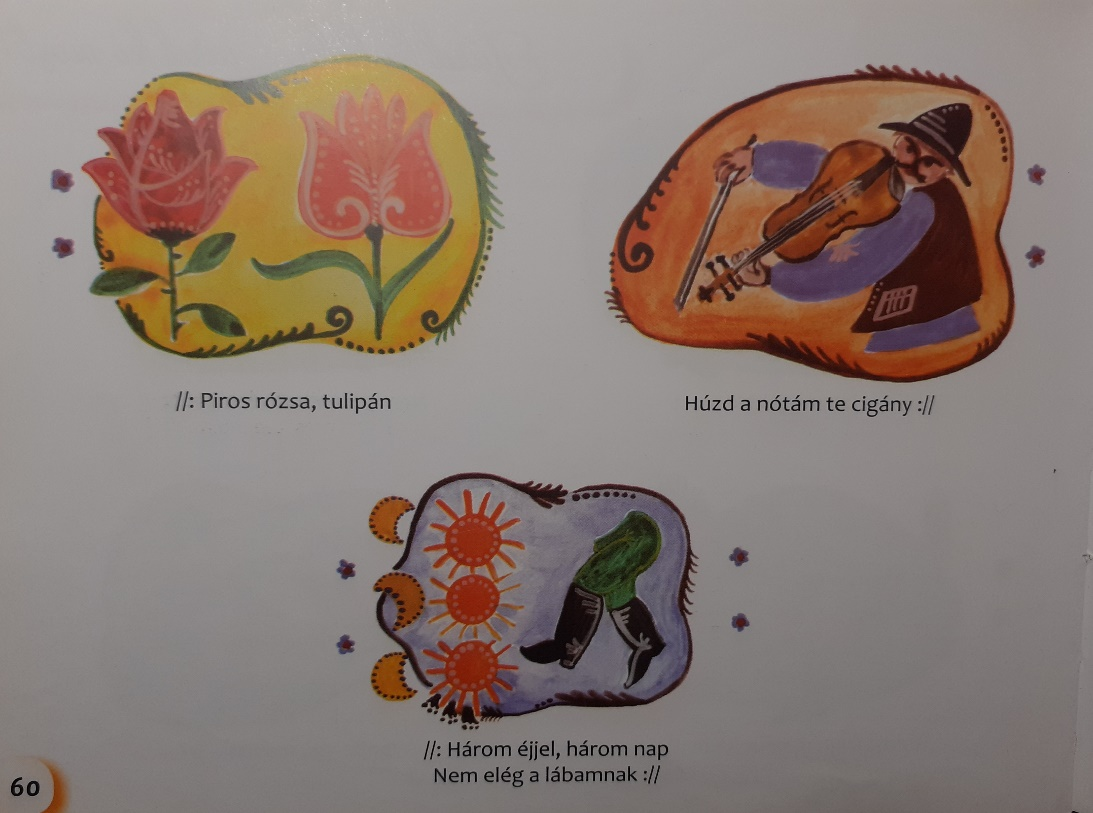 //: Piros rózsa, tulipán
Húzd a nótám te cigány ://
//: Három éjjel, három nap
Nem elég a lábamnak ://
60